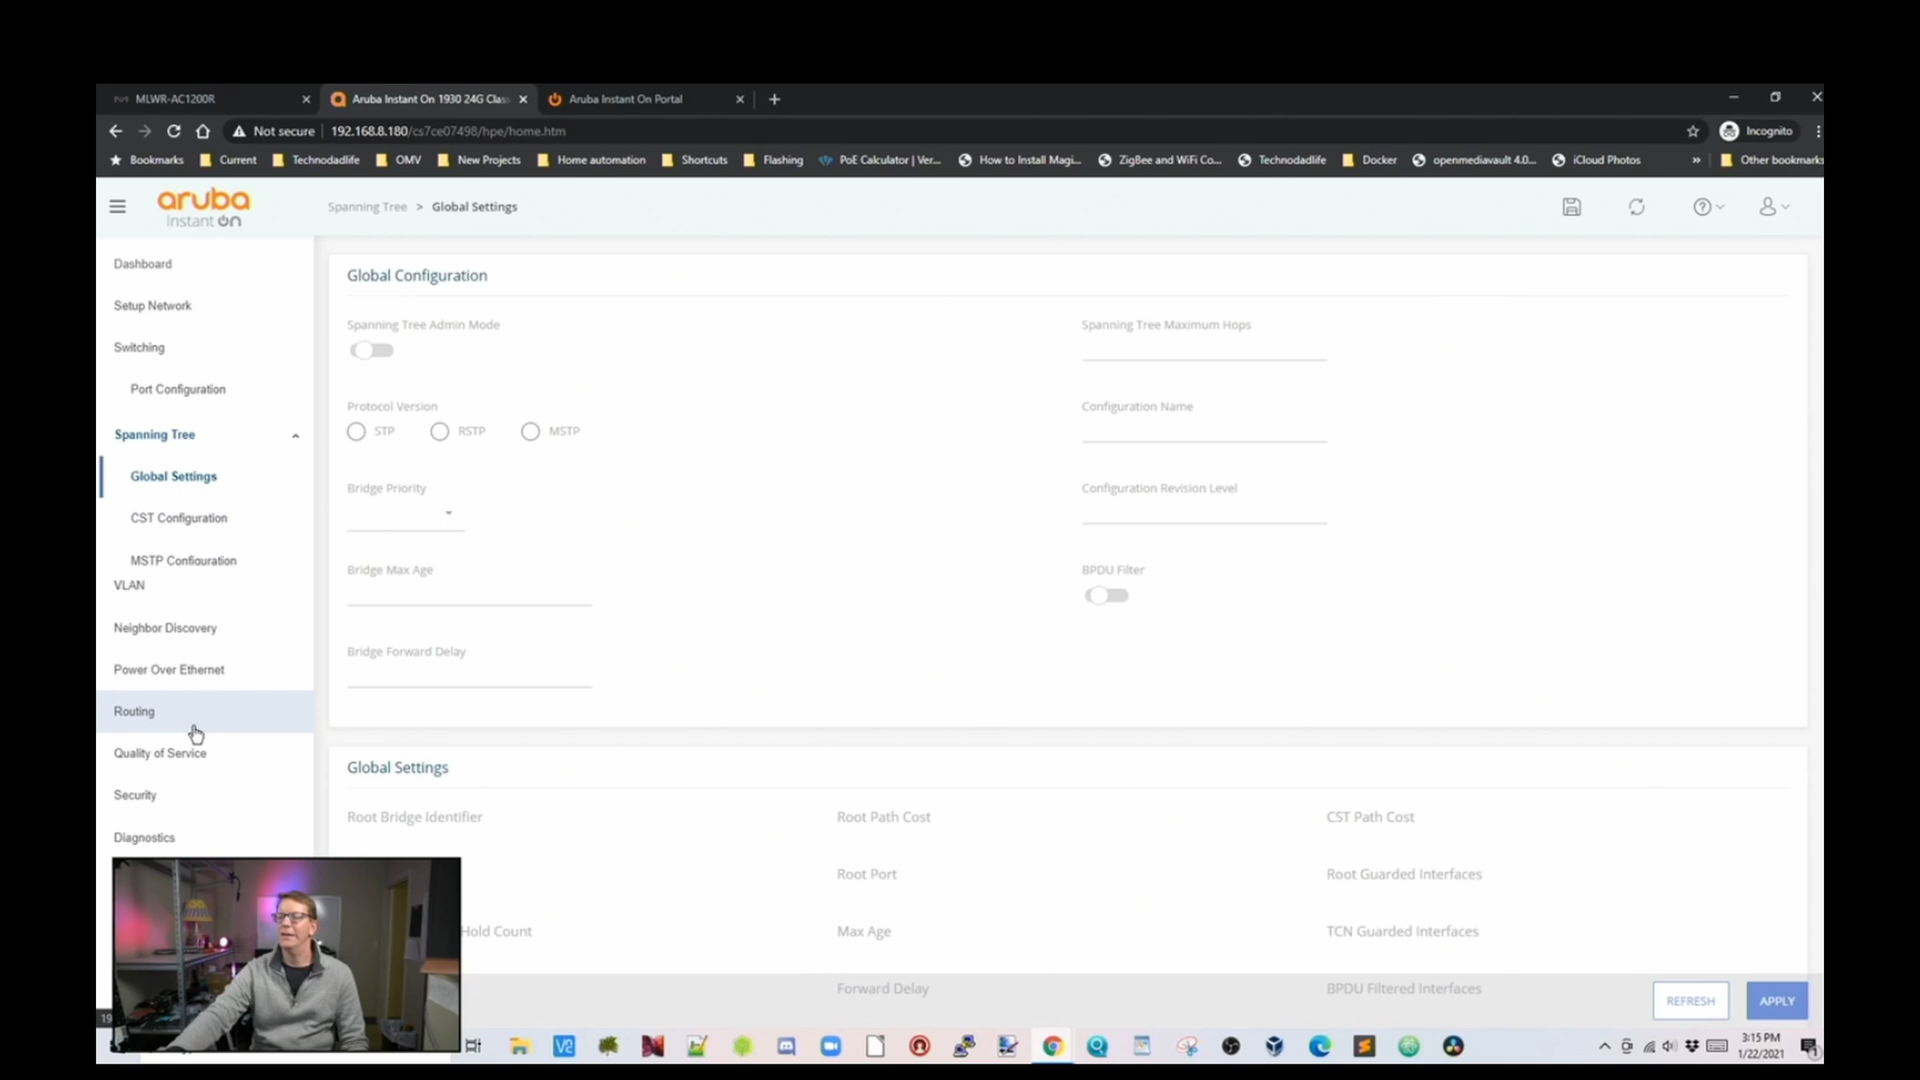 MLWR-AC1200R
Aruba Instant On 1930 24G Clas
Aruba Instant On Portal
Not secure
192.168.8.180/cs7ce07498/hpe/home.htm
Incognito
Bookmarks
Current
Technodadlife
OMV
New Projects
Home automation
Shortcuts
Flashing
PoE Calculator | Ver...
How to Install Magi...
ZigBee and WiFi Co...
Technodadlife
Docker
openmediavault 4.0...
iCloud Photos
»
Other bookmarks
aruba
Instant On
Spanning Tree > Global Settings
Dashboard
Setup Network
Switching
Port Configuration
Spanning Tree
Global Settings
CST Configuration
MSTP Configuration
VLAN
Neighbor Discovery
Power Over Ethernet
Routing
Quality of Service
Security
Diagnostics
Global Configuration
Spanning Tree Admin Mode
Spanning Tree Maximum Hops
Protocol Version
STP
RSTP
MSTP
Configuration Name
Bridge Priority
Configuration Revision Level
Bridge Max Age
BPDU Filter
Bridge Forward Delay
Global Settings
Root Bridge Identifier
Root Path Cost
CST Path Cost
Root Port
Root Guarded Interfaces
Hold Count
Max Age
TCN Guarded Interfaces
Forward Delay
BPDU Filtered Interfaces
REFRESH
APPLY
19
3:15 PM
1/22/2021